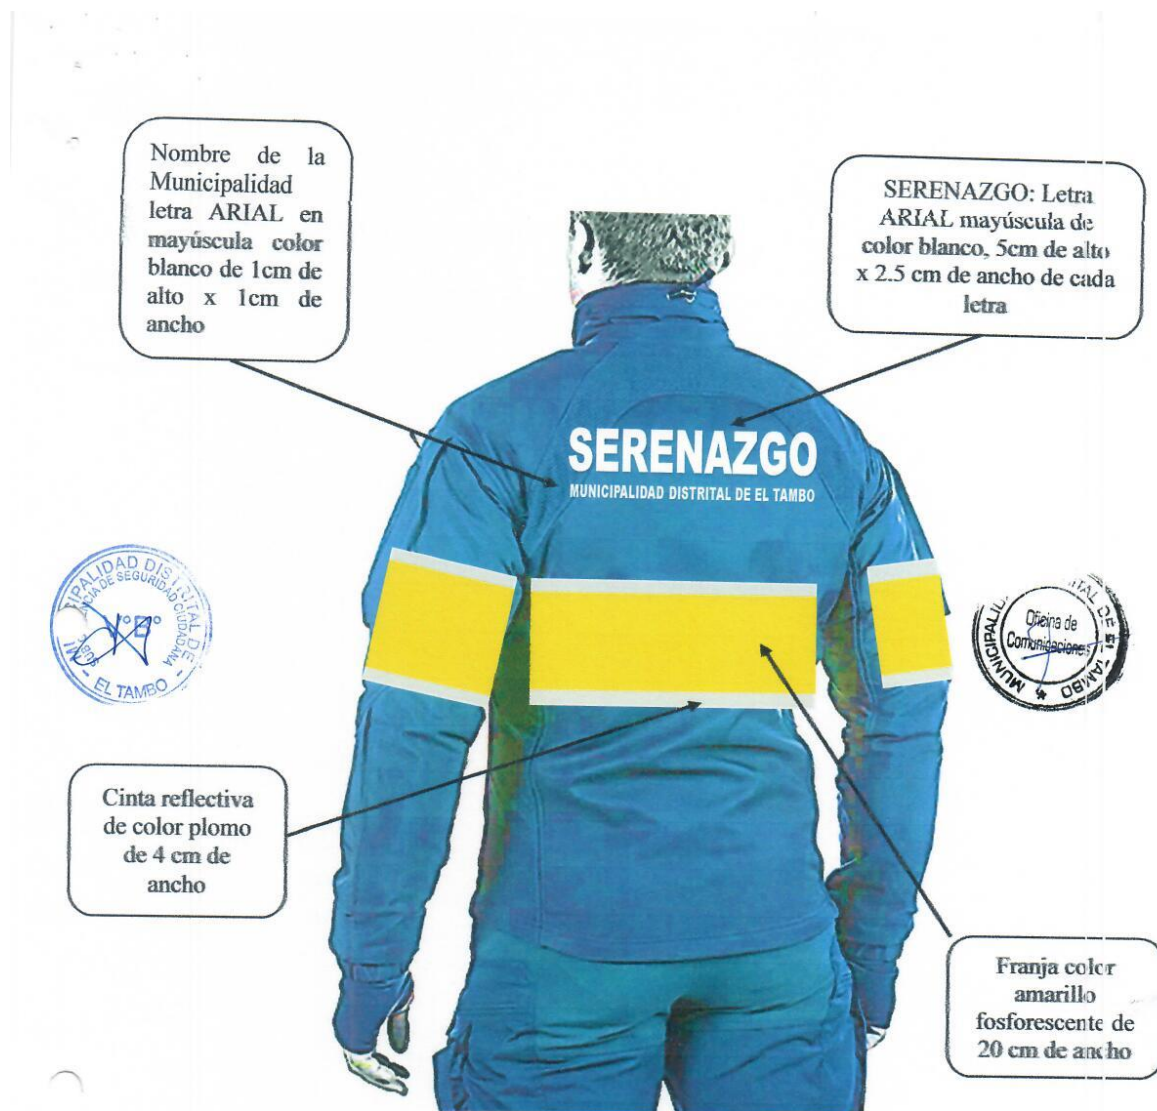 Nombre de la
Municipalidad
letra ARIAL en
mayúscula color
blanco de 1cm de
alto x 1cm de
ancho
SERENAZGO: Letra
ARIAL mayúscula de
color blanco, 5cm de alto
x 2.5 cm de ancho de cada
letra
SERENAZGO
MUNICIPALIDAD DISTRITAL DE EL TAMBO
V°B°
EL TAMBO
Oficina de
Comunicaciones
Cinta reflectiva
de color plomo
de 4 cm de
ancho
Franja color
amarillo
fosforescente de
20 cm de ancho